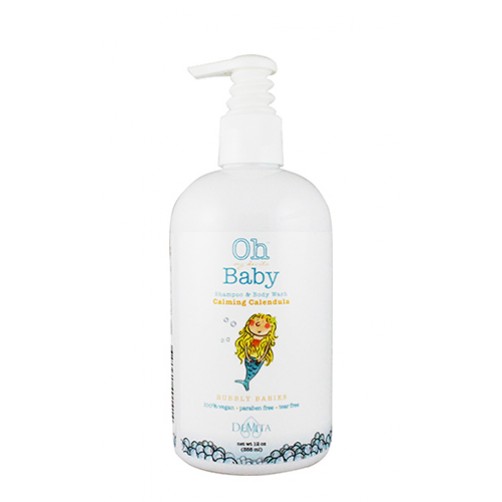 Oh
Baby
Shampoo & Body Wash
Calming Calendula
BUBBLY BABIES
100% vegan - paraben free - tear free
DEMITA
net wt 12 oz
(355 ml)